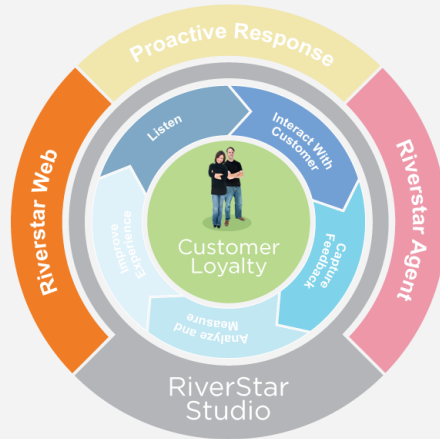 Proactive Response
Riverstar Web
Riverstar Agent
Listen
Interact With
Customer
Capture
Feedback
Analyze and
Measure
Improve
Experience
Customer
Loyalty
RiverStar
Studio